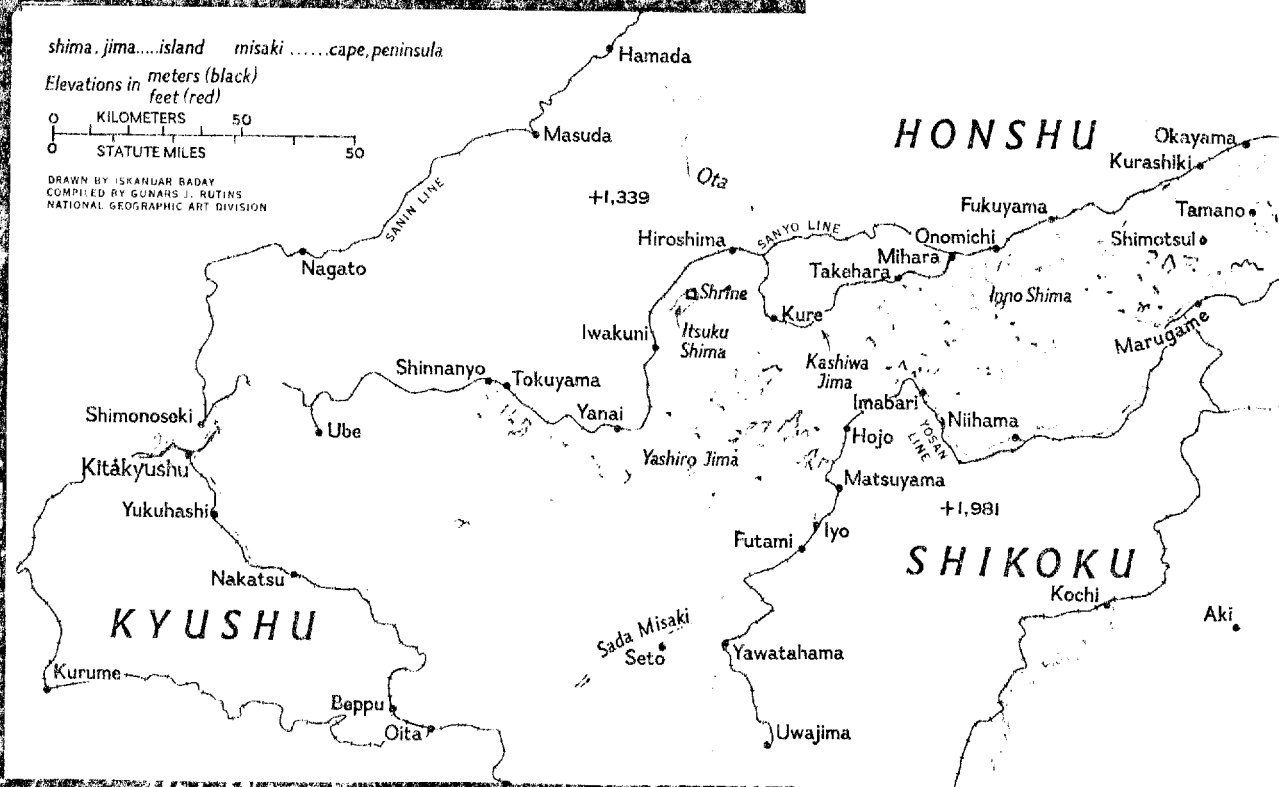 shima, jima.....island misaki ......cape, peninsula
Elevations in meters (black)
feet (red)
0 KILOMETERS 50
0 STATUTE MILES 50
DRAWN BY ISKANDAR BADAY
COMPILED BY GUNARS J. RUTINS
NATIONAL GEOGRAPHIC ART DIVISION
Hamada
Masuda
HONSHU
Okayama
Kurashiki
Ota
SANIN LINE
+1,339
Fukuyama
Tamano
Hiroshima
SANYO LINE
Onomichi
Shimotsui
Nagato
Mihara
Takehara
Shrine
Inno Shima
Kure
Iwakuni
Itsuku
Shima
Marugame
Kashiwa
Jima
Shinnanyo
Tokuyama
Imabari
Shimonoseki
Ube
Yanai
Niihama
Hojo
YOSAN
LINE
Kitakyushu
Yashiro Jima
Matsuyama
Yukuhashi
+1,981
Iyo
Futami
SHIKOKU
Nakatsu
Kochi
KYUSHU
Aki
Sada Misaki
Seto
Yawatahama
Kurume
Beppu
Oita
Uwajima